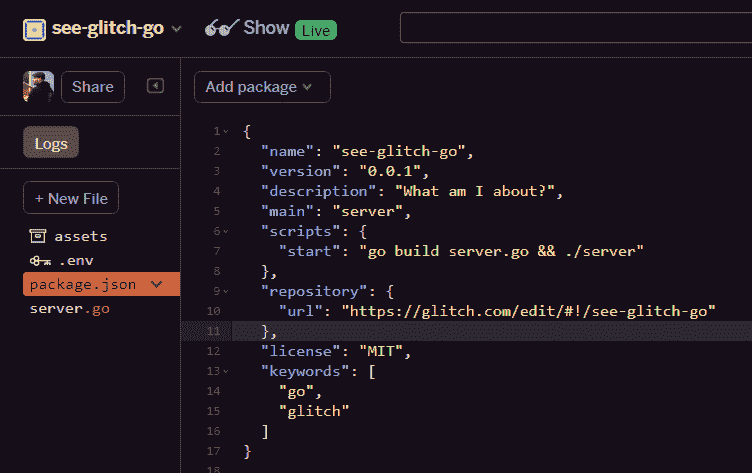 see-glitch-go Show Live
Share Add package
Logs
+ New File
assets
.env
package.json
server.go
1 {
2 "name": "see-glitch-go",
3 "version": "0.0.1",
4 "description": "What am I about?",
5 "main": "server",
6 "scripts": {
7 "start": "go build server.go && ./server"
8 },
9 "repository": {
10 "url": "https://glitch.com/edit/#!/see-glitch-go"
11 },
12 "license": "MIT",
13 "keywords": [
14 "go",
15 "glitch"
16 ]
17 }
18